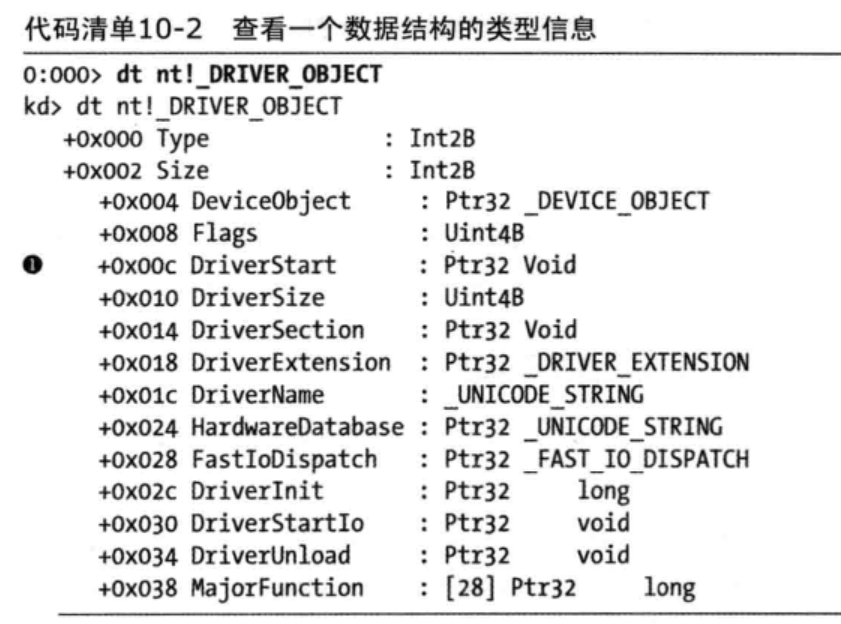 代码清单10-2 查看一个数据结构的类型信息
0:000> dt nt!_DRIVER_OBJECT
kd> dt nt!_DRIVER_OBJECT
+0x000 Type : Int2B
+0x002 Size : Int2B
+0x004 DeviceObject : Ptr32 _DEVICE_OBJECT
+0x008 Flags : Uint4B
❶ +0x00c DriverStart : Ptr32 Void
+0x010 DriverSize : Uint4B
+0x014 DriverSection : Ptr32 Void
+0x018 DriverExtension : Ptr32 _DRIVER_EXTENSION
+0x01c DriverName : _UNICODE_STRING
+0x024 HardwareDatabase : Ptr32 _UNICODE_STRING
+0x028 FastIoDispatch : Ptr32 _FAST_IO_DISPATCH
+0x02c DriverInit : Ptr32 long
+0x030 DriverStartIo : Ptr32 void
+0x034 DriverUnload : Ptr32 void
+0x038 MajorFunction : [28] Ptr32 long